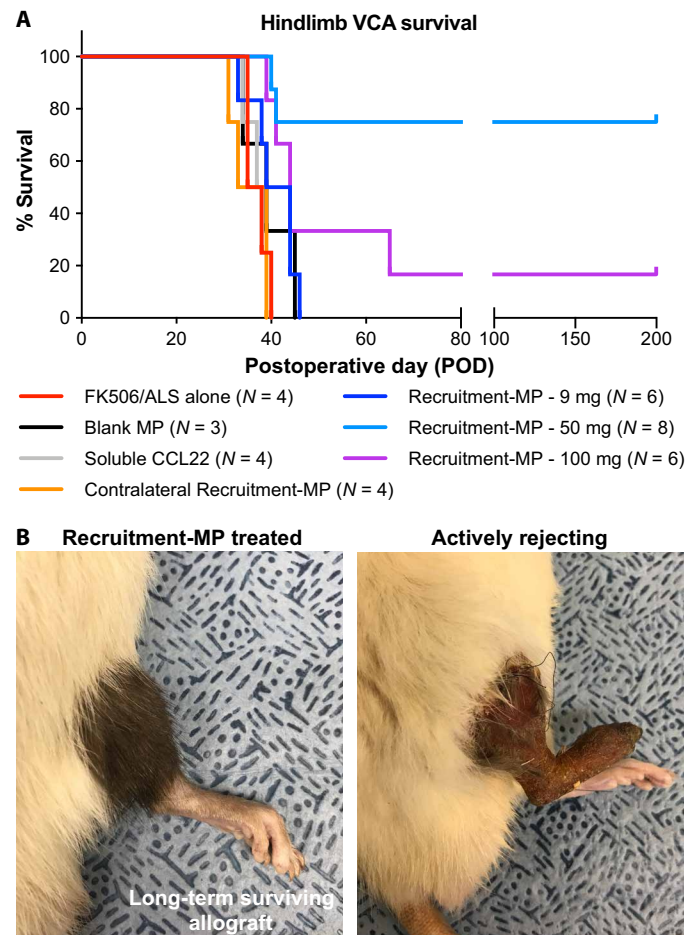 A
Hindlimb VCA survival
% Survival
100
80
60
40
20
0
0 20 40 60 80 100 150 200
Postoperative day (POD)
FK506/ALS alone (N = 4)
Blank MP (N = 3)
Soluble CCL22 (N = 4)
Contralateral Recruitment-MP (N = 4)
Recruitment-MP - 9 mg (N = 6)
Recruitment-MP - 50 mg (N = 8)
Recruitment-MP - 100 mg (N = 6)
B
Recruitment-MP treated
Actively rejecting
Long-term surviving
allograft